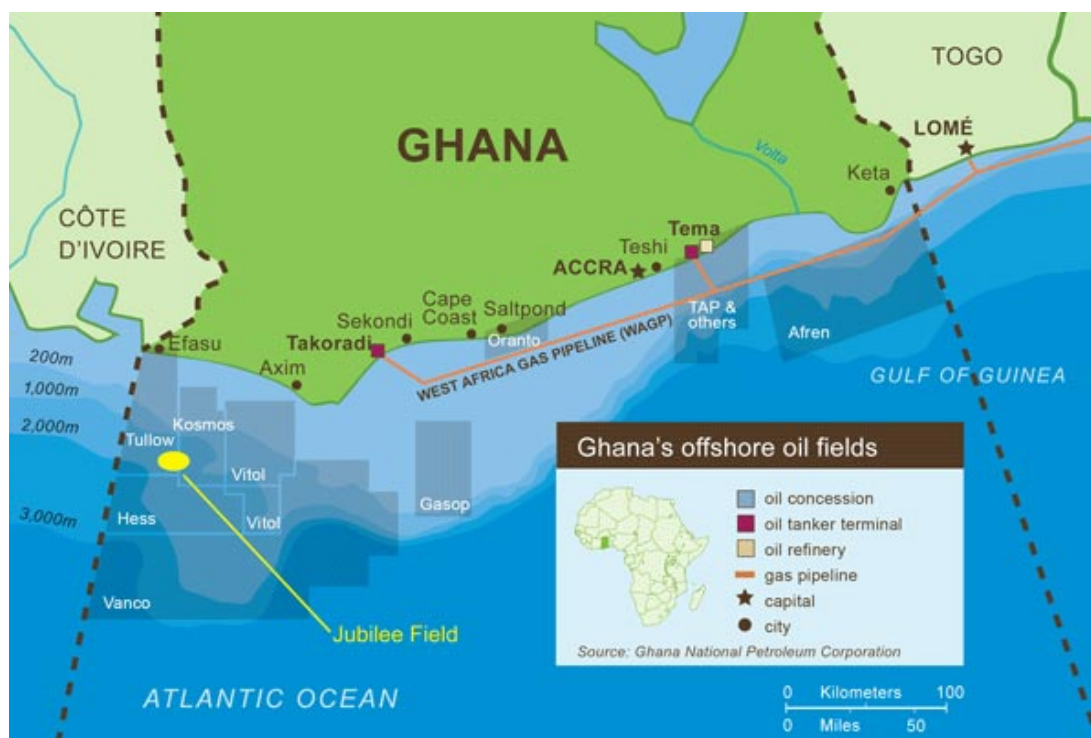 TOGO
LOMÉ
GHANA
Volta
Keta
CÔTE
D'IVOIRE
Tema
Teshi
ACCRA
Cape
Coast
Saltpond
Sekondi
Oranto
TAP &
others
Takoradi
Efasu
Afren
WEST AFRICA GAS PIPELINE (WAGP)
Axim
200m
GULF OF GUINEA
1,000m
2,000m
Kosmos
Tullow
Vitol
Gasop
3,000m
Hess
Vitol
Vanco
Jubilee Field
ATLANTIC OCEAN
Ghana's offshore oil fields
oil concession
oil tanker terminal
oil refinery
gas pipeline
capital
city
Source: Ghana National Petroleum Corporation
0 Kilometers 100
0 Miles 50